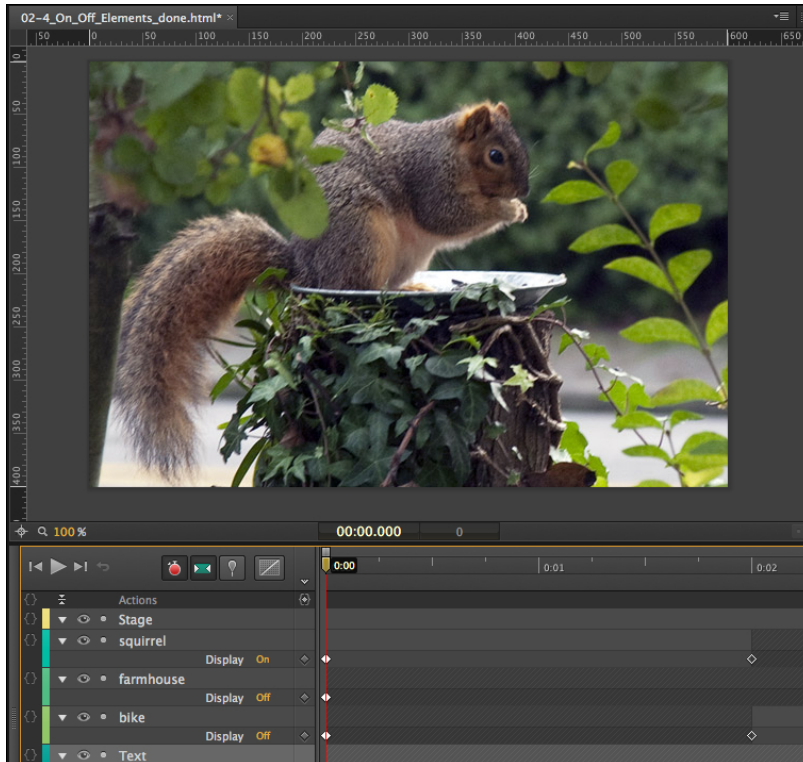 02-4_On_Off_Elements_done.html* ×
50 0 50 100 150 200 250 300 350 400 450 500 550 600 650
0
50
100
150
200
250
300
350
400
100 % 00:00.000 0
0:00 0:01 0:02
Actions
Stage
squirrel
Display On
farmhouse
Display Off
bike
Display Off
Text